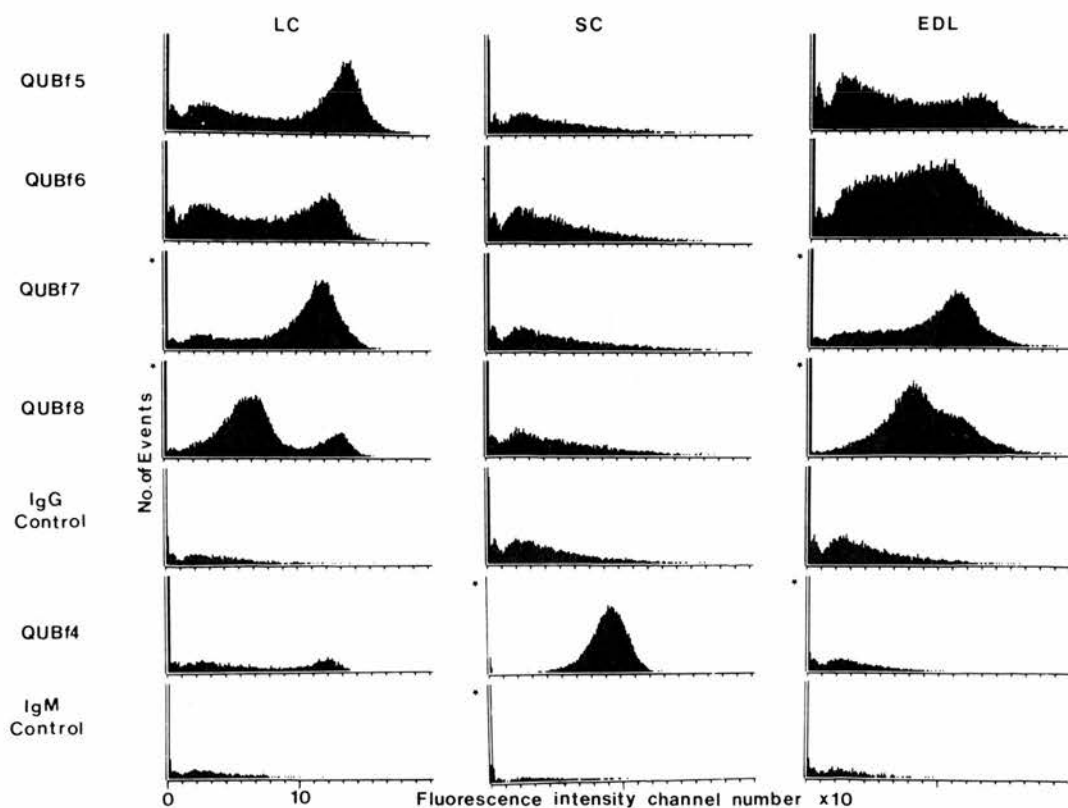 LC SC EDL
QUBf5
QUBf6
*
*
QUBf7
*
*
QUBf8
IgG
Control
*
*
QUBf4
*
IgM
Control
No. of Events
0 10 Fluorescence intensity channel number x10